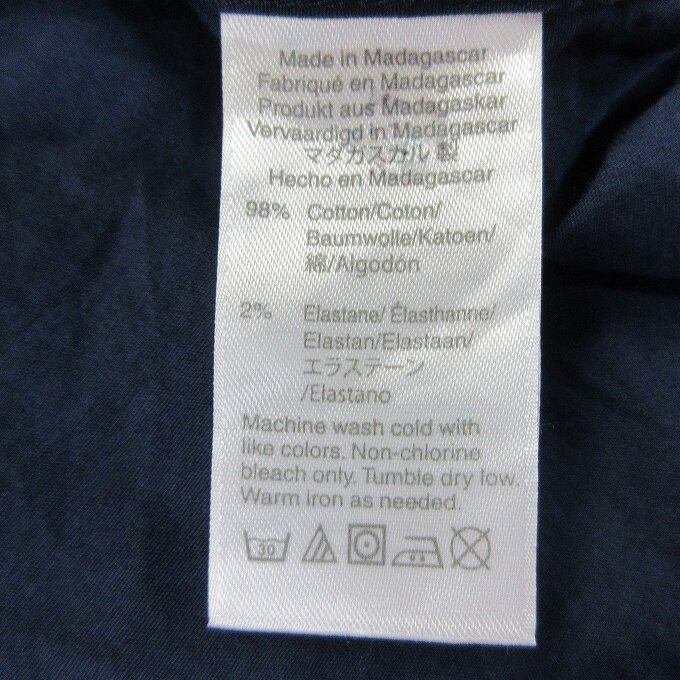 Made in Madagascar
Fabriqué en Madagascar
Produkt aus Madagaskar
Vervaardigd in Madagascar
マダガスカル 製
Hecho en Madagascar
98% Cotton/Coton/
Baumwolle/Katoen/
綿/Algodón
2% Elastane/ Élasthanne/
Elastan/Elastaan/
エラステーン
/Elastano
Machine wash cold with
like colors. Non-chlorine
bleach only. Tumble dry low.
Warm iron as needed.
30